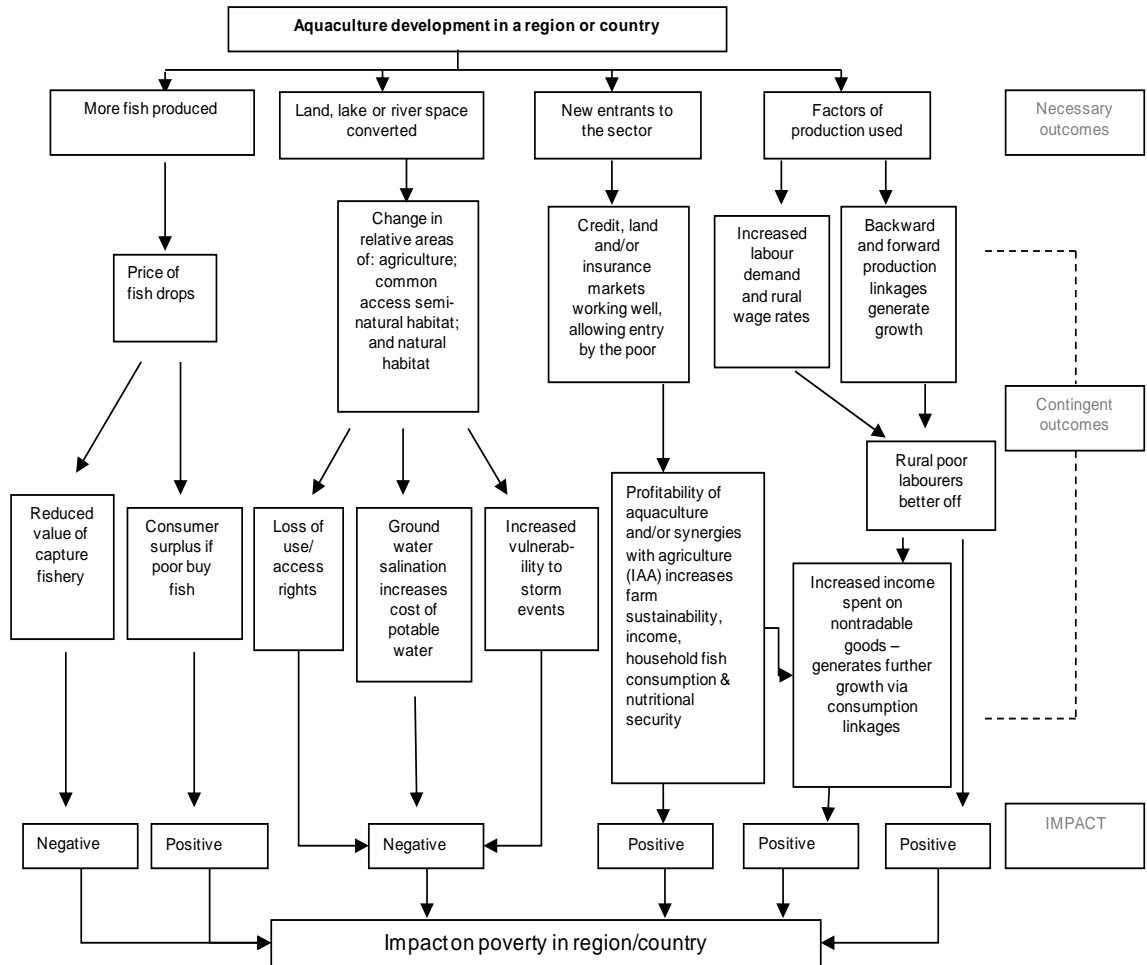 Aquaculture development in a region or country
More fish produced
Land, lake or river space
converted
New entrants to
the sector
Factors of
production used
Necessary
outcomes
Price of
fish drops
Change in
relative areas
of: agriculture;
common
access semi-
natural habitat;
and natural
habitat
Credit, land
and/or
insurance
markets
working well,
allowing entry
by the poor
Increased
labour
demand
and rural
wage rates
Backward
and forward
production
linkages
generate
growth
Contingent
outcomes
Rural poor
labourers
better off
Reduced
value of
capture
fishery
Consumer
surplus if
poor buy
fish
Loss of
use/
access
rights
Ground
water
salination
increases
cost of
potable
water
Increased
vulnerab-
ility to
storm
events
Profitability of
aquaculture
and/or synergies
with agriculture
(IAA) increases
farm
sustainability,
income,
household fish
consumption &
nutritional
security
Increased income
spent on
nontradable
goods –
generates further
growth via
consumption
linkages
Negative
Positive
Negative
Positive
Positive
Positive
IMPACT
Impact on poverty in region/country